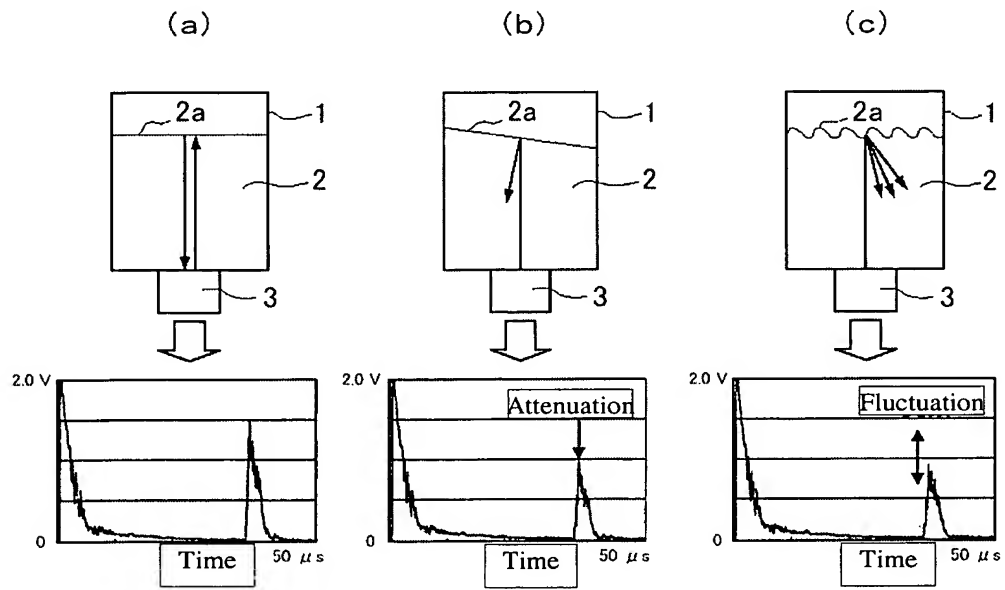 (a)
(b)
(c)
2a
1
2
3
2a
1
2
3
2a
1
2
3
2.0 V
0
Time
50 μs
2.0 V
Attenuation
0
Time
50 μs
2.0 V
Fluctuation
0
Time
50 μs